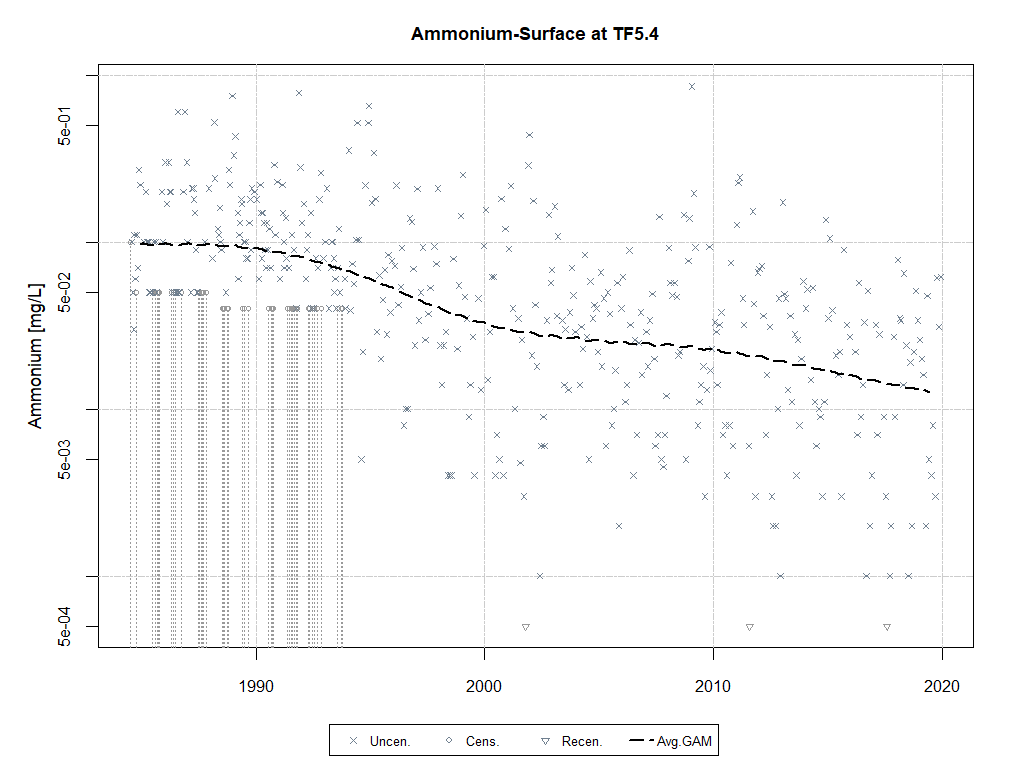 Ammonium-Surface at TF5.4
Ammonium [mg/L]
5e-01
5e-02
5e-03
5e-04
1990 2000 2010 2020
Uncen. Cens. Recen. Avg.GAM